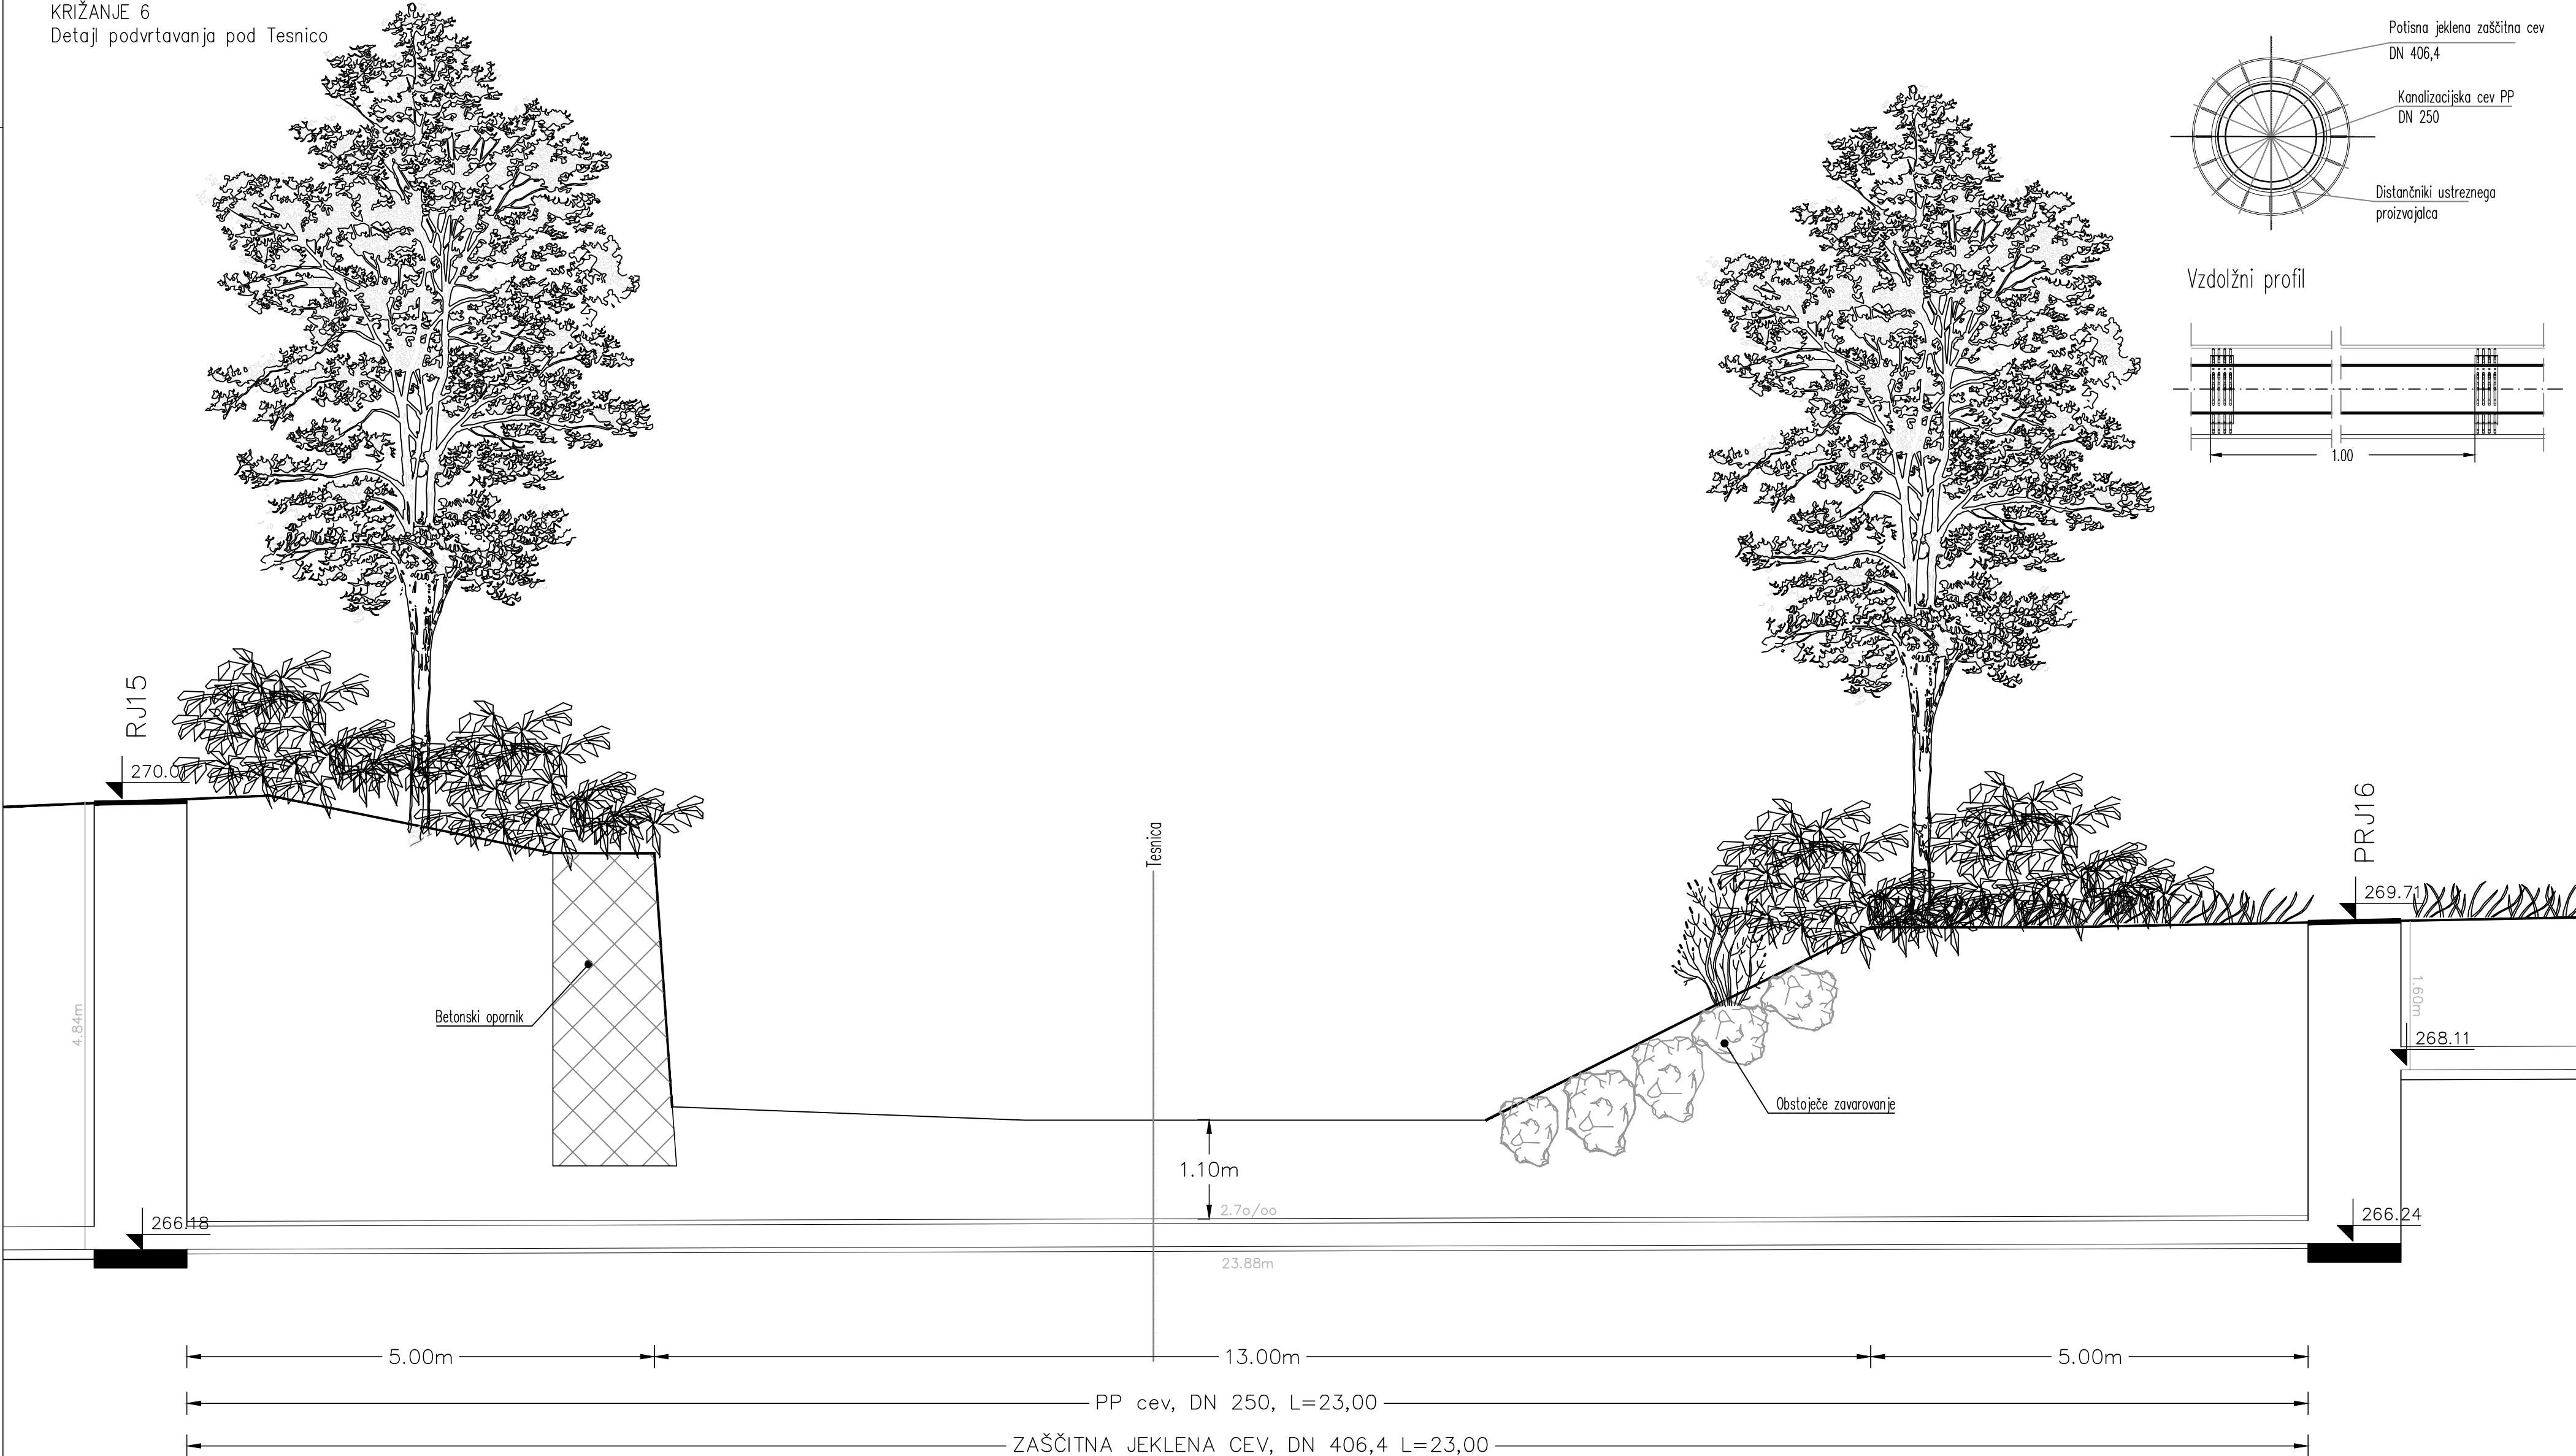 KRIŽANJE 6
Detajl podvrtavanja pod Tesnico
Potisna jeklena zaščitna cev
DN 406,4
Kanalizacijska cev PP
DN 250
Distančniki ustreznega
proizvajalca
Vzdolžni profil
1.00
RJ15
Tesnica
PRJ16
269.71
4.84m
Betonski opornik
1.60m
268.11
Obstoječe zavarovanje
1.10m
2.7o/oo
266.18
266.24
23.88m
5.00m
13.00m
5.00m
PP cev, DN 250, L=23,00
ZAŠČITNA JEKLENA CEV, DN 406,4 L=23,00